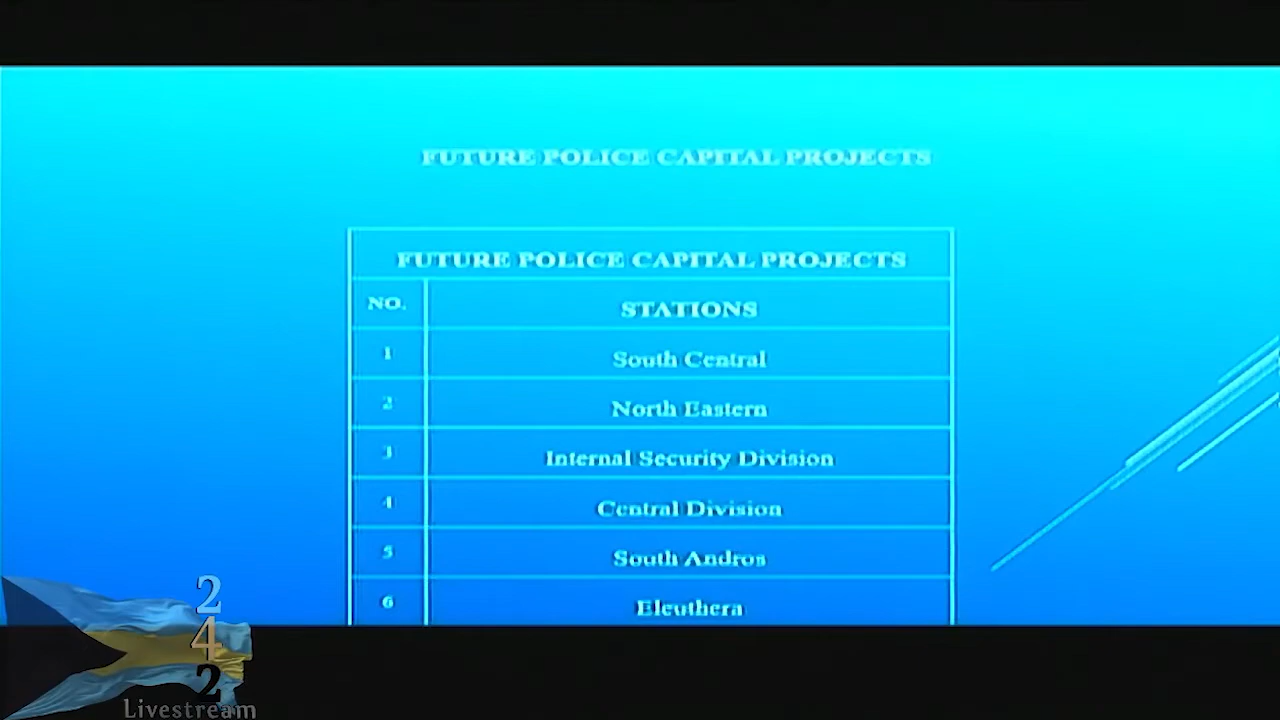 FUTURE POLICE CAPITAL PROJECTS
FUTURE POLICE CAPITAL PROJECTS
NO. STATIONS
1 South Central
2 North Eastern
3 Internal Security Division
4 Central Division
5 South Andros
6 Eleuthera
2
4
2
Livestream